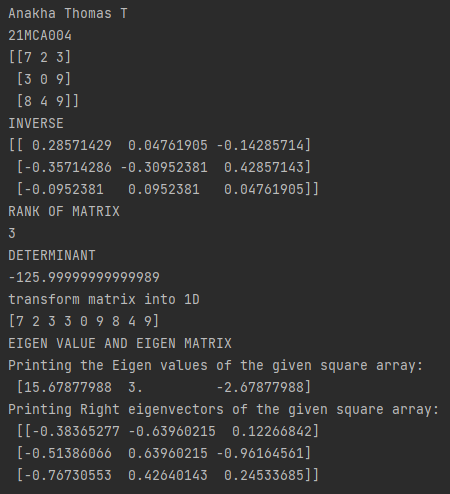 Anakha Thomas T
21MCA004
[[7 2 3]
 [3 0 9]
 [8 4 9]]
INVERSE
[[ 0.28571429  0.04761905 -0.14285714]
 [-0.35714286 -0.30952381  0.42857143]
 [-0.0952381   0.0952381   0.04761905]]
RANK OF MATRIX
3
DETERMINANT
-125.99999999999989
transform matrix into 1D
[7 2 3 3 0 9 8 4 9]
EIGEN VALUE AND EIGEN MATRIX
Printing the Eigen values of the given square array:
 [15.67877988  3.         -2.67877988]
Printing Right eigenvectors of the given square array:
 [[-0.38365277 -0.63960215  0.12266842]
 [-0.51386066  0.63960215 -0.96164561]
 [-0.76730553  0.42640143  0.24533685]]